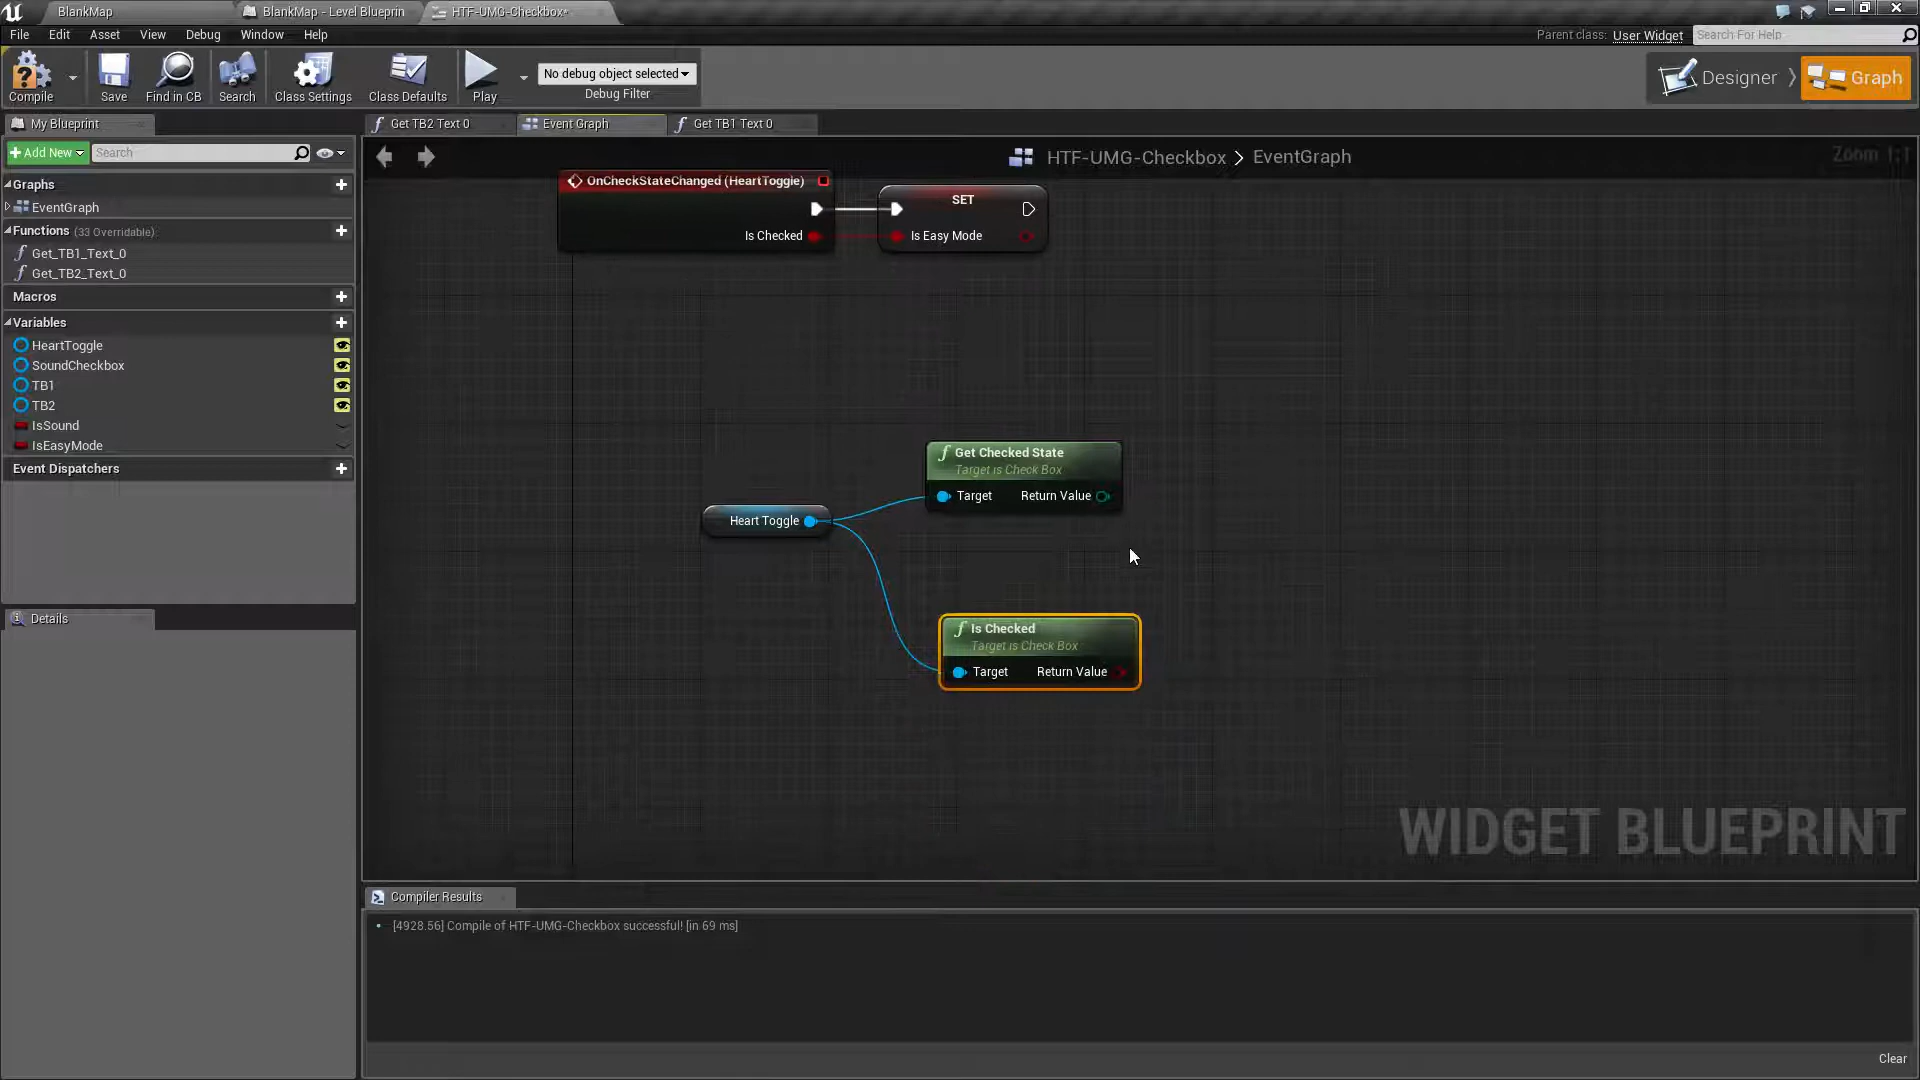 BlankMap
BlankMap - Level Blueprin
HTF-UMG-Checkbox*
File Edit Asset View Debug Window Help
Parent class: User Widget
Search For Help
Compile
Save
Find in CB
Search
Class Settings
Class Defaults
Play
No debug object selected
Debug Filter
Designer
Graph
My Blueprint
Get TB2 Text 0
Event Graph
Get TB1 Text 0
Add New
Search
HTF-UMG-Checkbox > EventGraph
Zoom 1:1
Graphs
EventGraph
Functions (33 Overridable)
Get_TB1_Text_0
Get_TB2_Text_0
Macros
Variables
HeartToggle
SoundCheckbox
TB1
TB2
IsSound
IsEasyMode
Event Dispatchers
Details
OnCheckStateChanged (HeartToggle)
Is Checked
SET
Is Easy Mode
Get Checked State
Target is Check Box
Target Return Value
Heart Toggle
Is Checked
Target is Check Box
Target Return Value
WIDGET BLUEPRINT
Compiler Results
[4928.56] Compile of HTF-UMG-Checkbox successful! [in 69 ms]
Clear